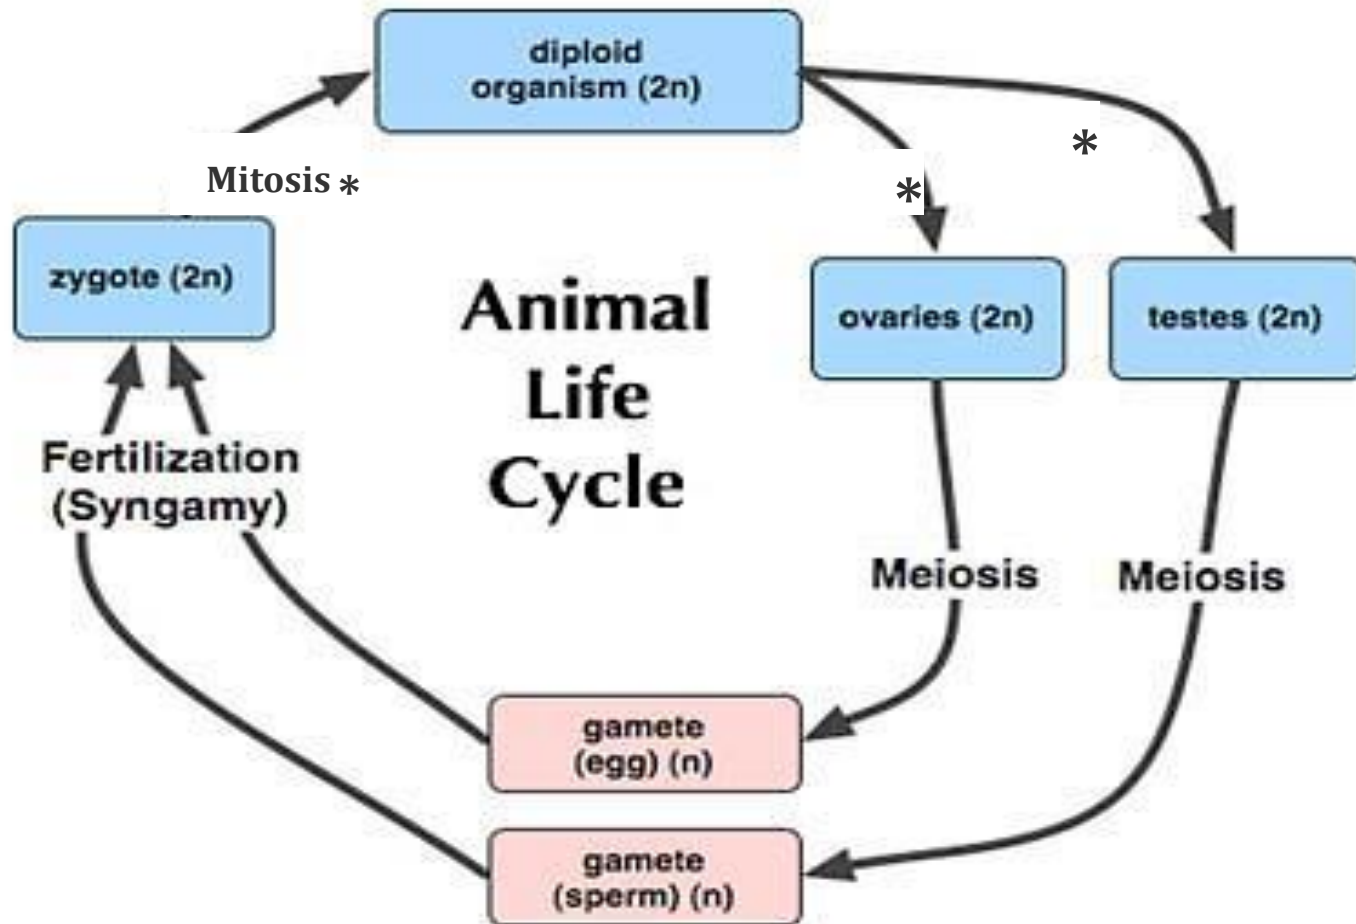 diploid
organism (2n)
*
Mitosis *
*
zygote (2n)
Animal
Life
Cycle
ovaries (2n)
testes (2n)
Fertilization
(Syngamy)
Meiosis
Meiosis
gamete
(egg) (n)
gamete
(sperm) (n)